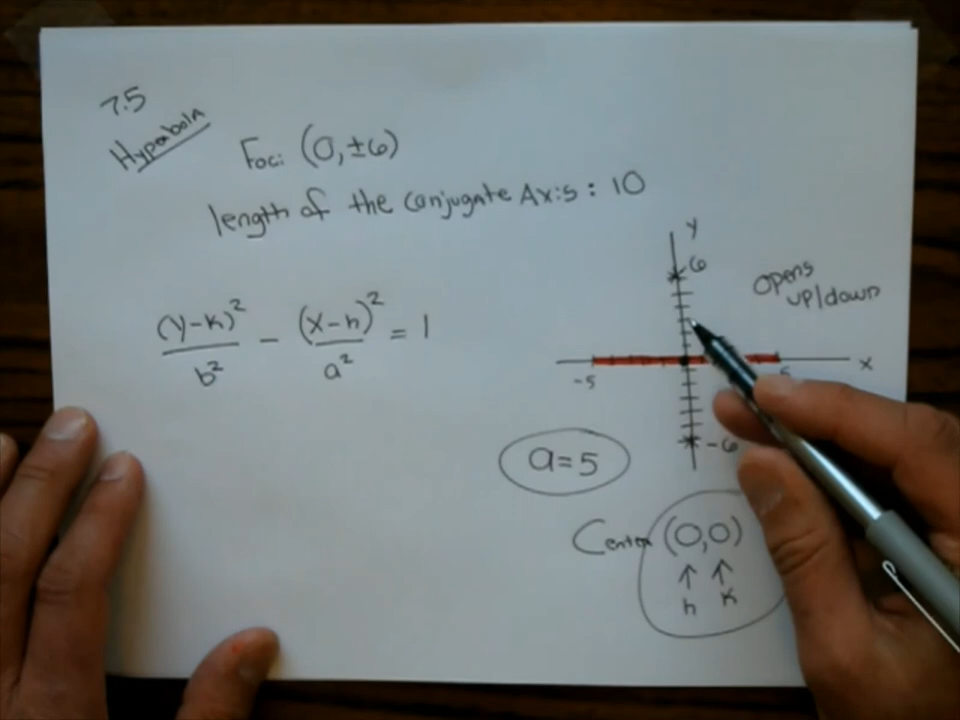 7.5
Hyperbola
Foci (0, ±6)
length of the conjugate Axis : 10
(y-k)² / b² - (x-h)² / a² = 1
y
6
Opens
up/down
x
-5
5
-6
a=5
Center (0,0)
↑ ↑
h k